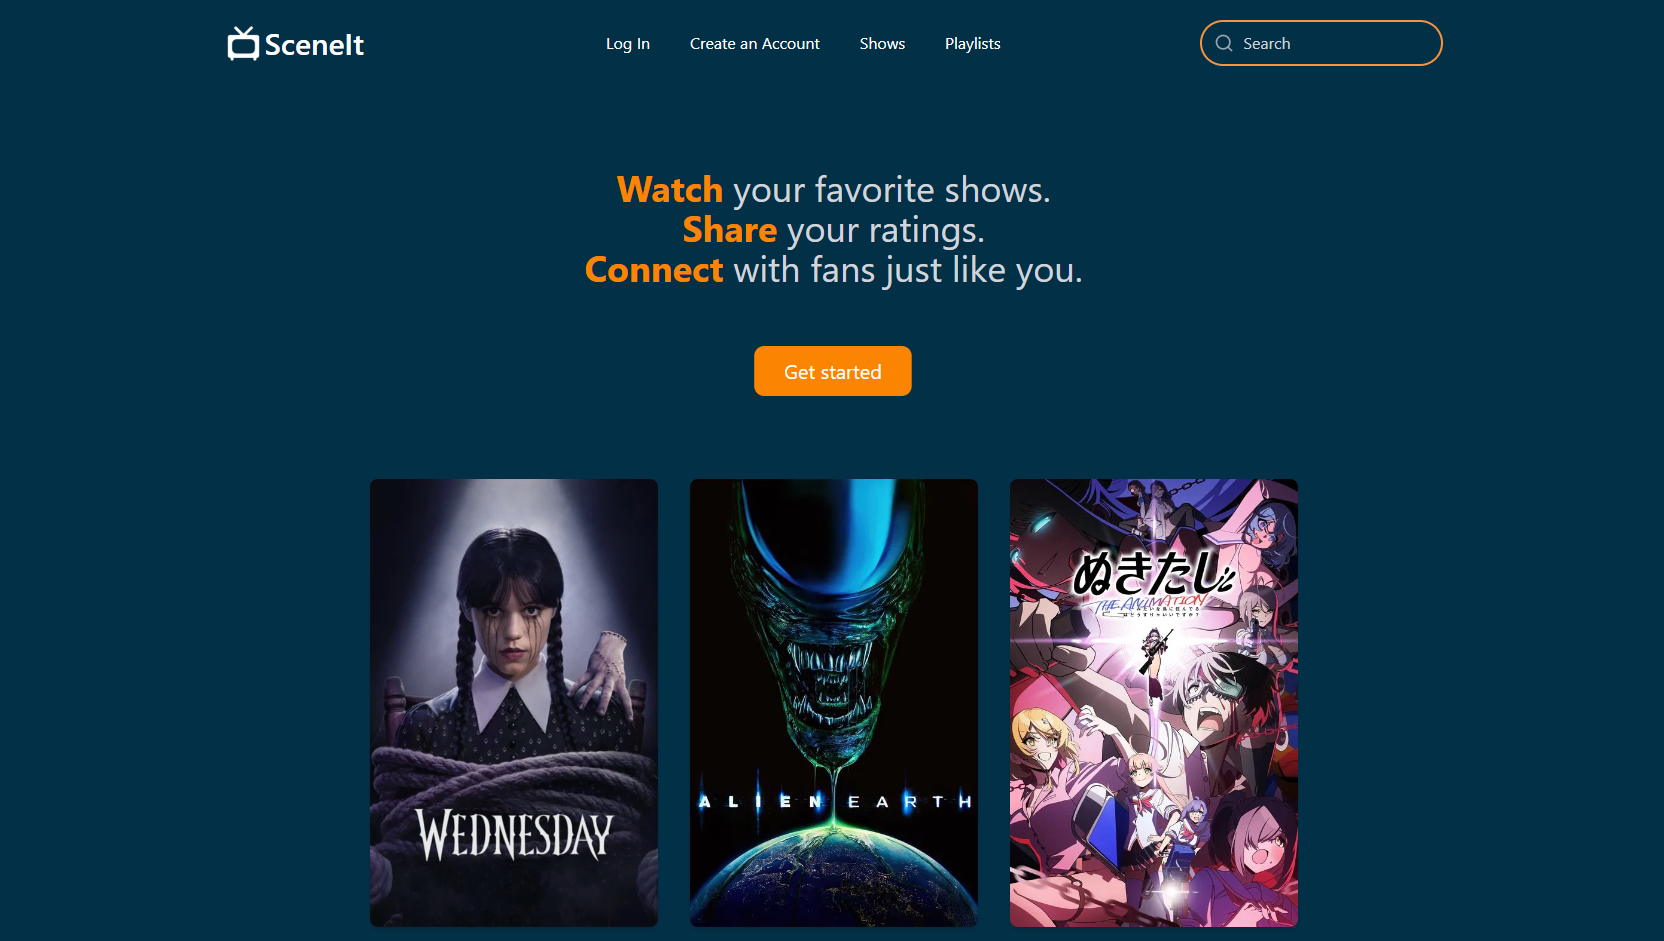 SceneIt
Log In
Create an Account
Shows
Playlists
Search
Watch your favorite shows.
Share your ratings.
Connect with fans just like you.
Get started
WEDNESDAY
ALIEN EARTH
ぬきたし
THE ANIMATION